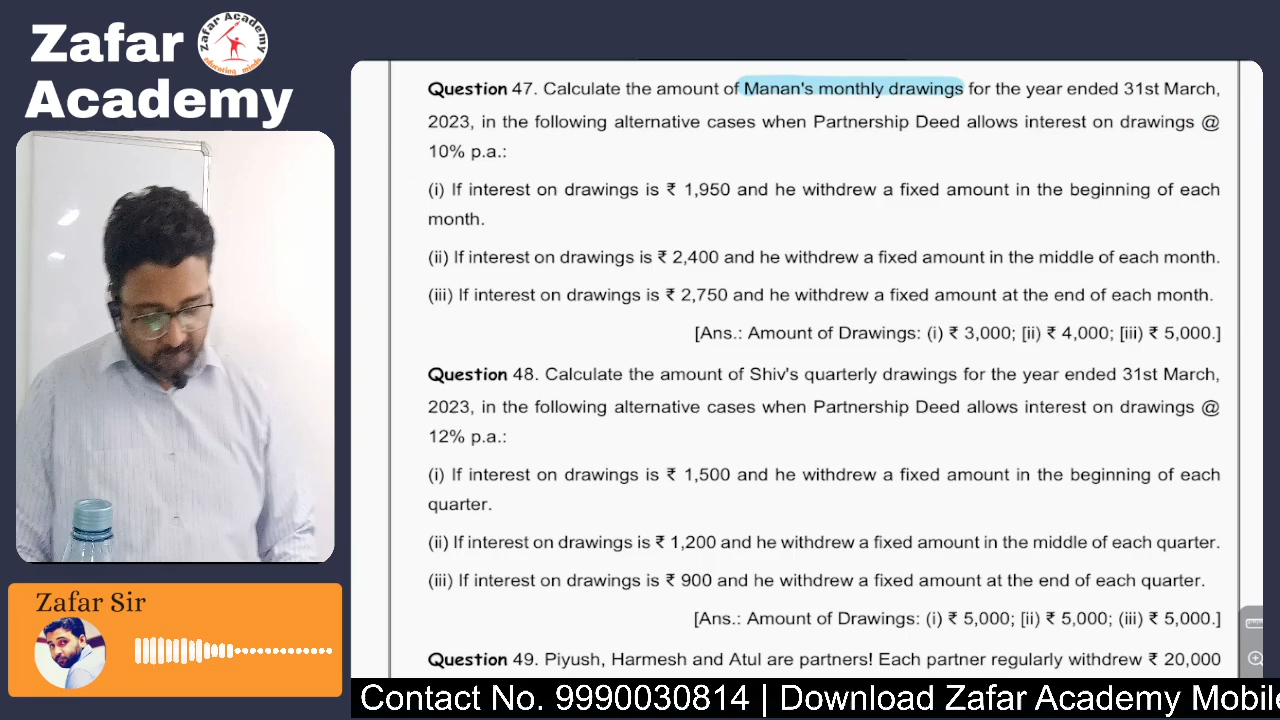 Zafar
Academy
Zafar Academy
educating minds
Question 47. Calculate the amount of Manan's monthly drawings for the year ended 31st March,
2023, in the following alternative cases when Partnership Deed allows interest on drawings @
10% p.a.:
(i) If interest on drawings is ₹ 1,950 and he withdrew a fixed amount in the beginning of each
month.
(ii) If interest on drawings is ₹ 2,400 and he withdrew a fixed amount in the middle of each month.
(iii) If interest on drawings is ₹ 2,750 and he withdrew a fixed amount at the end of each month.
[Ans.: Amount of Drawings: (i) ₹ 3,000; [ii) ₹ 4,000; [iii) ₹ 5,000.]
Question 48. Calculate the amount of Shiv's quarterly drawings for the year ended 31st March,
2023, in the following alternative cases when Partnership Deed allows interest on drawings @
12% p.a.:
(i) If interest on drawings is ₹ 1,500 and he withdrew a fixed amount in the beginning of each
quarter.
(ii) If interest on drawings is ₹ 1,200 and he withdrew a fixed amount in the middle of each quarter.
(iii) If interest on drawings is ₹ 900 and he withdrew a fixed amount at the end of each quarter.
[Ans.: Amount of Drawings: (i) ₹ 5,000; [ii) ₹ 5,000; (iii) ₹ 5,000.]
Question 49. Piyush, Harmesh and Atul are partners! Each partner regularly withdrew ₹ 20,000
Zafar Sir
Contact No. 9990030814 | Download Zafar Academy Mobile